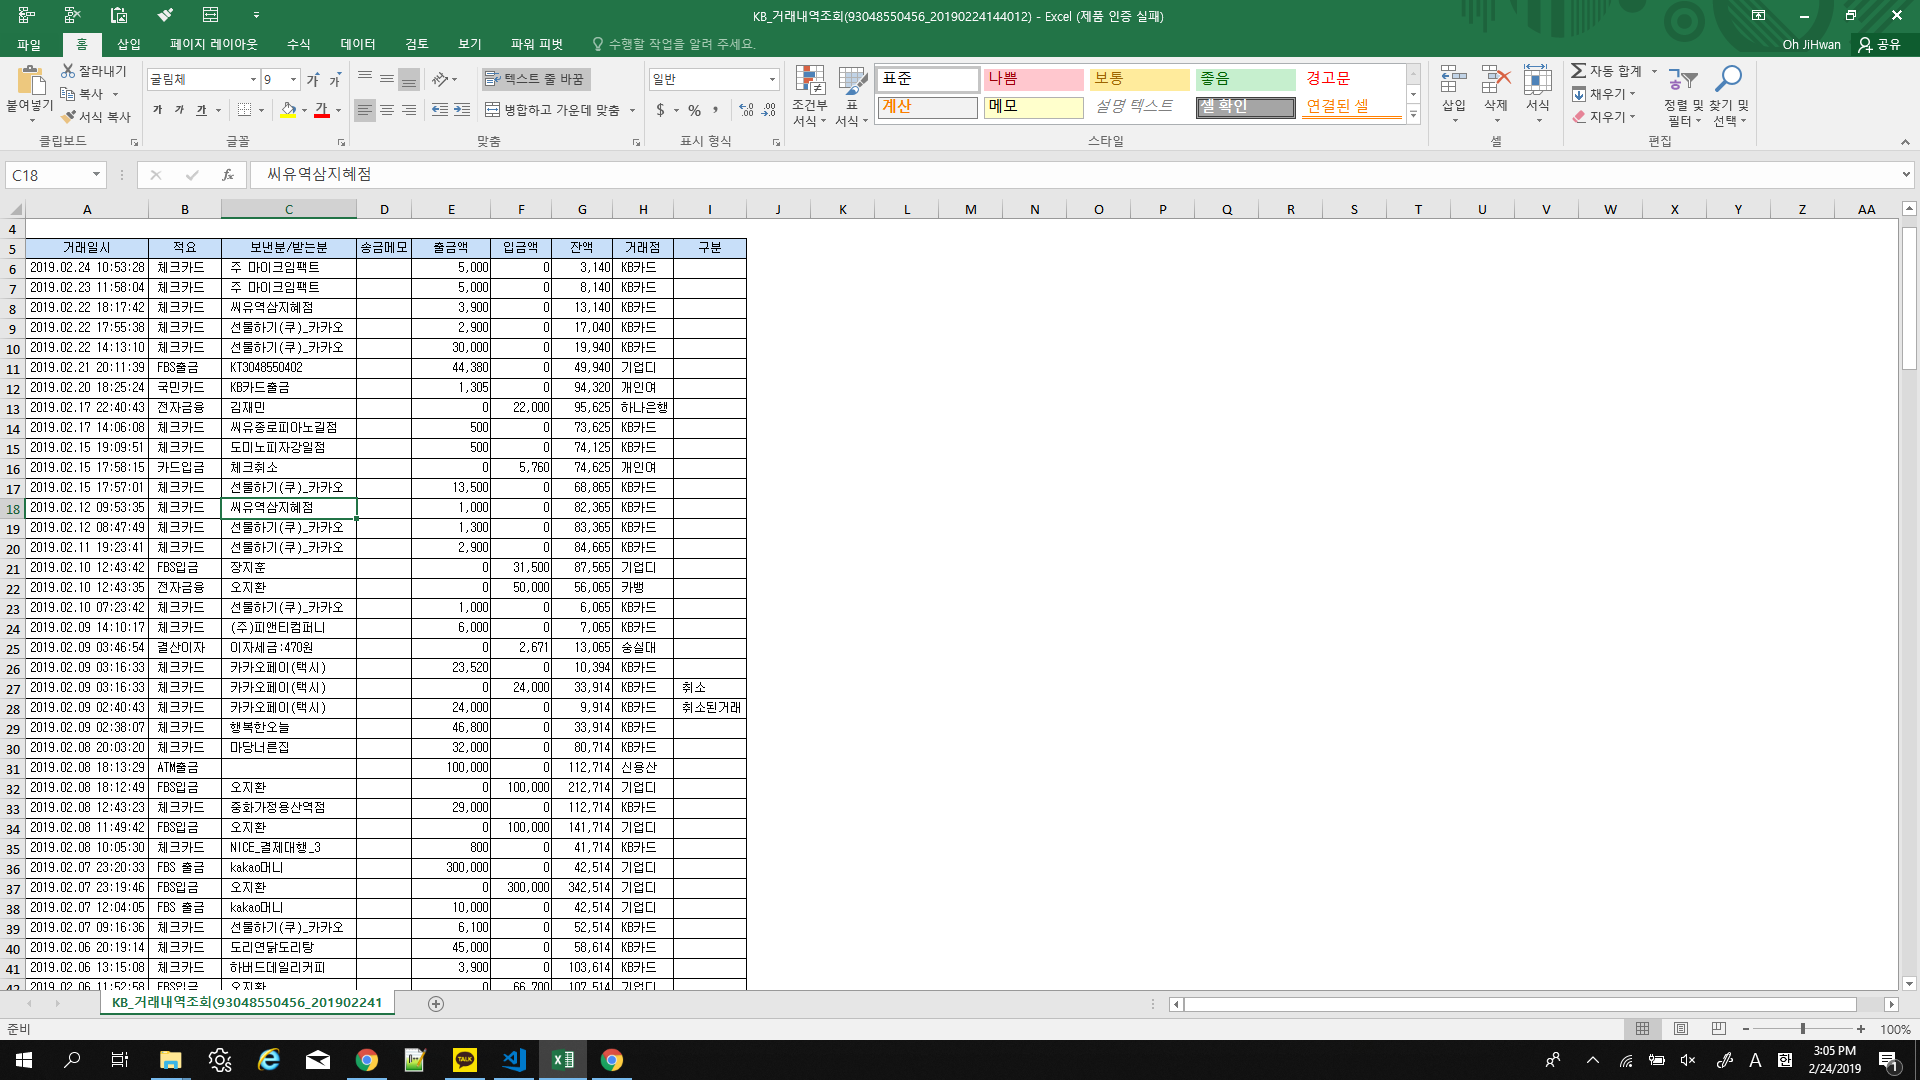 KB_거래내역조회(93048550456_20190224144012) - Excel (제품 인증 실패)
파일 홈 삽입 페이지 레이아웃 수식 데이터 검토 보기 파워 피벗 수행할 작업을 알려 주세요. Oh JiHwan 공유
붙여넣기 잘라내기 복사 서식 복사 클립보드
굴림체 9 가 가 가 가 가 가 글꼴
텍스트 줄 바꿈 병합하고 가운데 맞춤 맞춤
일반 $ % , 표시 형식
조건부 서식 표 서식
표준 나쁨 보통 좋음 경고문
계산 메모 설명 텍스트 셀 확인 연결된 셀
스타일
삽입 삭제 서식 셀
자동 합계 채우기 지우기 정렬 및 필터 찾기 및 선택 편집
C18 fx 씨유역삼지혜점
A B C D E F G H I J K L M N O P Q R S T U V W X Y Z AA
4
5 거래일시 적요 보낸분/받는분 송금메모 출금액 입금액 잔액 거래점 구분
6 2019.02.24 10:53:28 체크카드 주 마이크임팩트 5,000 0 3,140 KB카드
7 2019.02.23 11:58:04 체크카드 주 마이크임팩트 5,000 0 8,140 KB카드
8 2019.02.22 18:17:42 체크카드 씨유역삼지혜점 3,900 0 13,140 KB카드
9 2019.02.22 17:55:38 체크카드 선물하기(쿠)_카카오 2,900 0 17,040 KB카드
10 2019.02.22 14:13:10 체크카드 선물하기(쿠)_카카오 30,000 0 19,940 KB카드
11 2019.02.21 20:11:39 FBS출금 KT3048550402 44,380 0 49,940 기업디
12 2019.02.20 18:25:24 국민카드 KB카드출금 1,305 0 94,320 개인여
13 2019.02.17 22:40:43 전자금융 김재민 0 22,000 95,625 하나은행
14 2019.02.17 14:06:08 체크카드 씨유종로피아노길점 500 0 73,625 KB카드
15 2019.02.15 19:09:51 체크카드 도미노피자강일점 500 0 74,125 KB카드
16 2019.02.15 17:58:15 카드입금 체크취소 0 5,760 74,625 개인여
17 2019.02.15 17:57:01 체크카드 선물하기(쿠)_카카오 13,500 0 68,865 KB카드
18 2019.02.12 09:53:35 체크카드 씨유역삼지혜점 1,000 0 82,365 KB카드
19 2019.02.12 08:47:49 체크카드 선물하기(쿠)_카카오 1,300 0 83,365 KB카드
20 2019.02.11 19:23:41 체크카드 선물하기(쿠)_카카오 2,900 0 84,665 KB카드
21 2019.02.10 12:43:42 FBS입금 장지훈 0 31,500 87,565 기업디
22 2019.02.10 12:43:35 전자금융 오지환 0 50,000 56,065 카뱅
23 2019.02.10 07:23:42 체크카드 선물하기(쿠)_카카오 1,000 0 6,065 KB카드
24 2019.02.09 14:10:17 체크카드 (주)피앤티컴퍼니 6,000 0 7,065 KB카드
25 2019.02.09 03:46:54 결산이자 이자세금:470원 0 2,671 13,065 숭실대
26 2019.02.09 03:16:33 체크카드 카카오페이(택시) 23,520 0 10,394 KB카드
27 2019.02.09 03:16:33 체크카드 카카오페이(택시) 0 24,000 33,914 KB카드 취소
28 2019.02.09 02:40:43 체크카드 카카오페이(택시) 24,000 0 9,914 KB카드 취소된거래
29 2019.02.09 02:38:07 체크카드 행복한오늘 46,800 0 33,914 KB카드
30 2019.02.08 20:03:20 체크카드 마당너른집 32,000 0 80,714 KB카드
31 2019.02.08 18:13:29 ATM출금 100,000 0 112,714 신용산
32 2019.02.08 18:12:49 FBS입금 오지환 0 100,000 212,714 기업디
33 2019.02.08 12:43:23 체크카드 중화가정용산역점 29,000 0 112,714 KB카드
34 2019.02.08 11:49:42 FBS입금 오지환 0 100,000 141,714 기업디
35 2019.02.08 10:05:30 체크카드 NICE_결제대행_3 800 0 41,714 KB카드
36 2019.02.07 23:20:33 FBS 출금 kakao머니 300,000 0 42,514 기업디
37 2019.02.07 23:19:46 FBS입금 오지환 0 300,000 342,514 기업디
38 2019.02.07 12:04:05 FBS 출금 kakao머니 10,000 0 42,514 기업디
39 2019.02.07 09:16:36 체크카드 선물하기(쿠)_카카오 6,100 0 52,514 KB카드
40 2019.02.06 20:19:14 체크카드 도리연닭도리탕 45,000 0 58,614 KB카드
41 2019.02.06 13:15:08 체크카드 하버드데일리커피 3,900 0 103,614 KB카드
42 2019.02.06 11:52:58 FBS입금 오지환 0 66,700 107,514 기업디
KB_거래내역조회(93048550456_201902241
준비 100%
TALK A 한 3:05 PM
2/24/2019 1